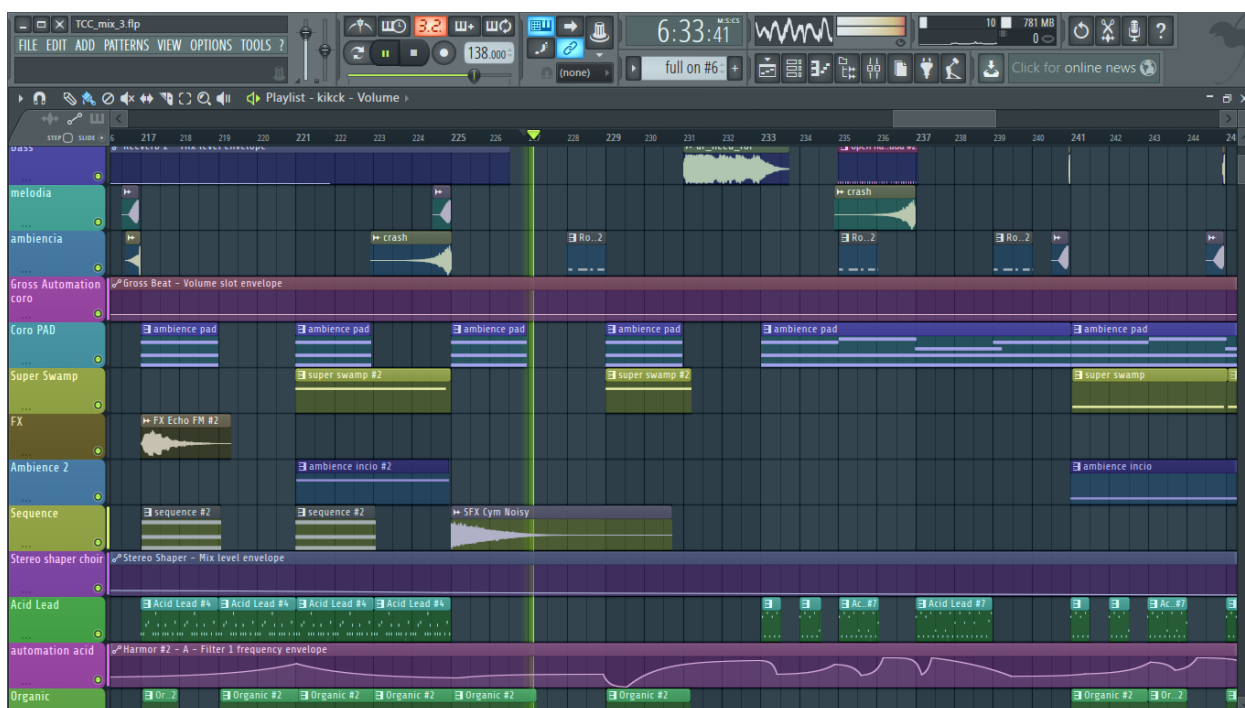 TCC_mix_3.flp
FILE EDIT ADD PATTERNS VIEW OPTIONS TOOLS ?
3.2.
138.000
(none)
6:33:41
M:S:CS
full on #6
10
781 MB
0
Click for online news
Playlist - kikck - Volume
STEP SLIDE
217 218 219 220 221 222 223 224 225 226 228 229 230 231 232 233 234 235 236 237 238 239 240 241 242 243 244
bass
Reeverb 2 - Mix level envelope
melodia
crash
ambiencia
crash
Ro..2
Ro..2
Ro..2
Gross Automation coro
Gross Beat - Volume slot envelope
Coro PAD
ambience pad
ambience pad
ambience pad
ambience pad
ambience pad
ambience pad
Super Swamp
super swamp #2
super swamp #2
super swamp
FX
FX Echo FM #2
Ambience 2
ambience incio #2
ambience incio
Sequence
sequence #2
sequence #2
SFX Cym Noisy
Stereo shaper choir
Stereo Shaper - Mix level envelope
Acid Lead
Acid Lead #4
Acid Lead #4
Acid Lead #4
Acid Lead #4
Ac..#7
Acid Lead #7
Ac..#7
automation acid
Harmor #2 - A - Filter 1 frequency envelope
Organic
Or..2
Organic #2
Organic #2
Organic #2
Organic #2
Organic #2
Organic #2
Or..2